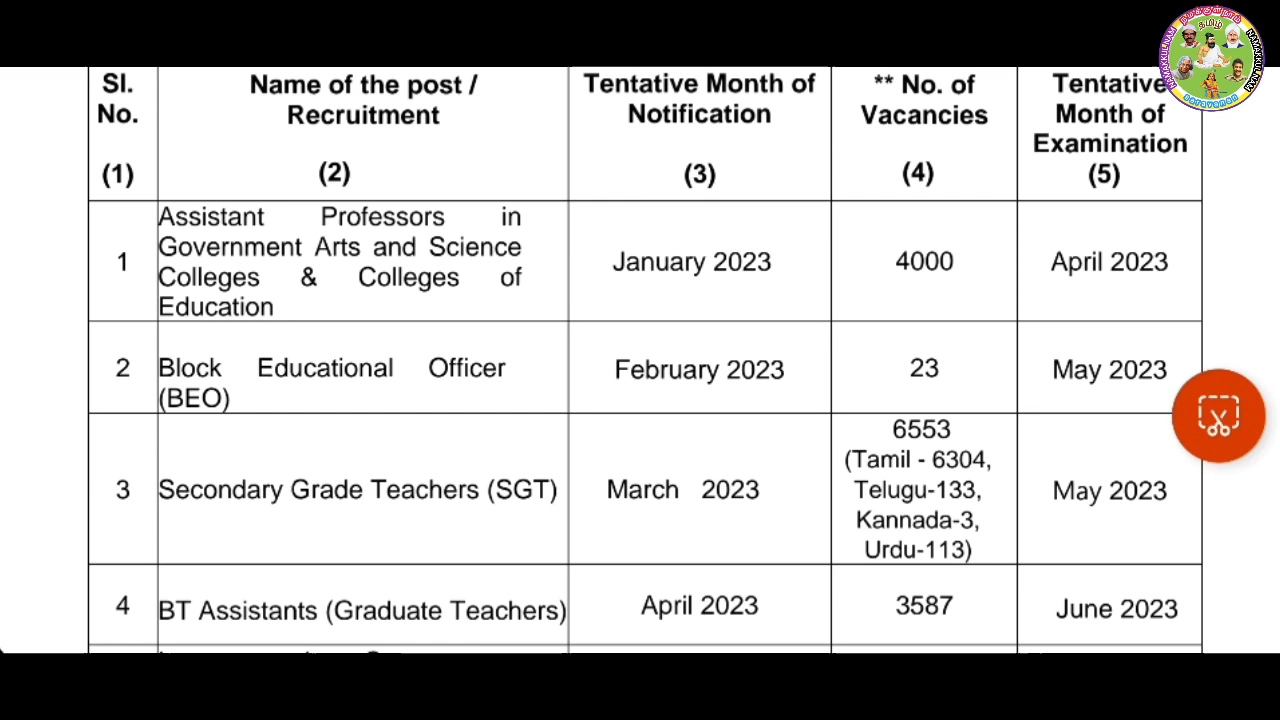 Sl.
No.
(1)
Name of the post /
Recruitment
(2)
Tentative Month of
Notification
(3)
** No. of
Vacancies
(4)
Tentative
Month of
Examination
(5)
1
Assistant Professors in
Government Arts and Science
Colleges & Colleges of
Education
January 2023
4000
April 2023
2
Block Educational Officer
(BEO)
February 2023
23
May 2023
3
Secondary Grade Teachers (SGT)
March 2023
6553
(Tamil - 6304,
Telugu-133,
Kannada-3,
Urdu-113)
May 2023
4
BT Assistants (Graduate Teachers)
April 2023
3587
June 2023
தமிழ்
NAMAKKULNAM
saravanan